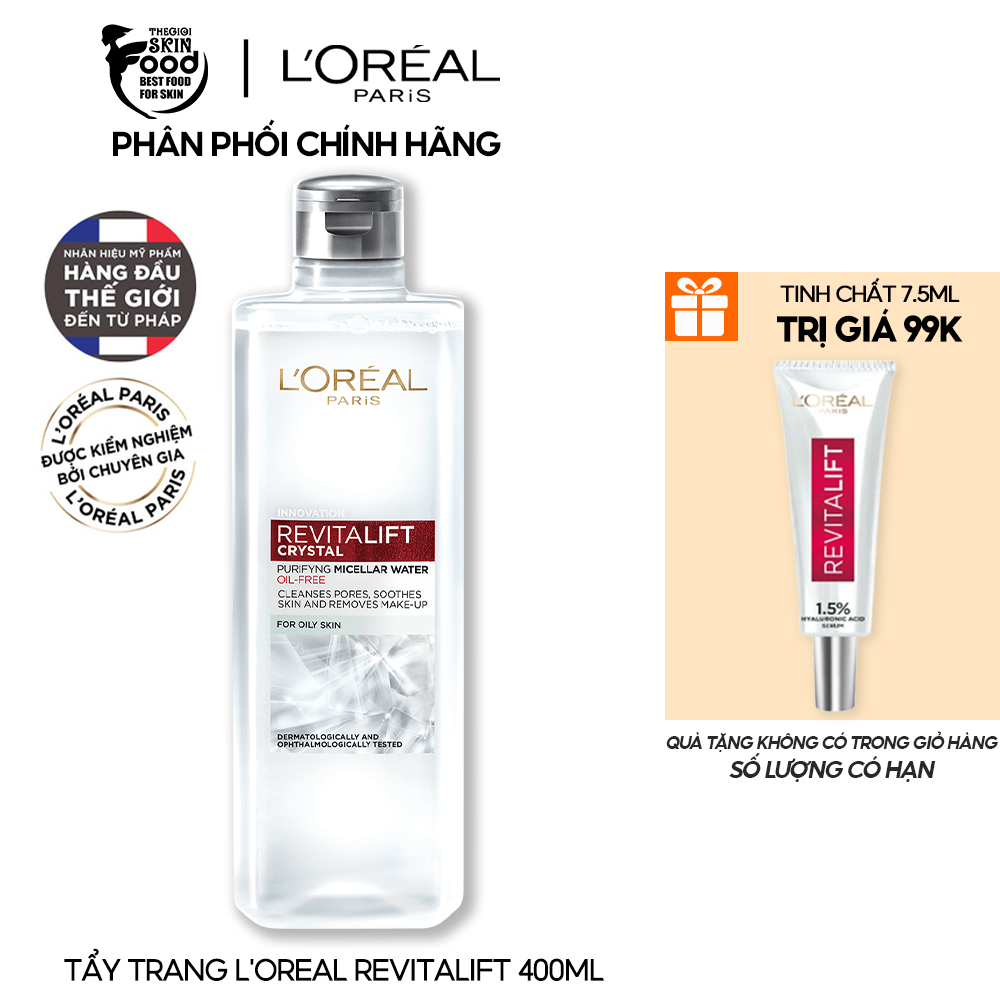 THEGIOI
SKIN
Food
BEST FOOD
FOR SKIN
L'ORÉAL
PARiS
PHÂN PHỐI CHÍNH HÃNG
NHÃN HIỆU MỸ PHẨM
HÀNG ĐẦU
THẾ GIỚI
ĐẾN TỪ PHÁP
L'ORÉAL PARIS
ĐƯỢC KIỂM NGHIỆM
BỞI CHUYÊN GIA
L'ORÉAL PARIS
L'ORÉAL
PARiS
INNOVATION
REVITALIFT
CRYSTAL
PURIFYNG MICELLAR WATER
OIL-FREE
CLEANSES PORES, SOOTHES
SKIN AND REMOVES MAKE-UP
FOR OILY SKIN
DERMATOLOGICALLY AND
OPHTHALMOLOGICALLY TESTED
TINH CHẤT 7.5ML
TRỊ GIÁ 99K
L'ORÉAL
PARIS
REVITALIFT
1.5%
HYALURONIC ACID
SERUM
QUÀ TẶNG KHÔNG CÓ TRONG GIỎ HÀNG
SỐ LƯỢNG CÓ HẠN
TẨY TRANG L'OREAL REVITALIFT 400ML